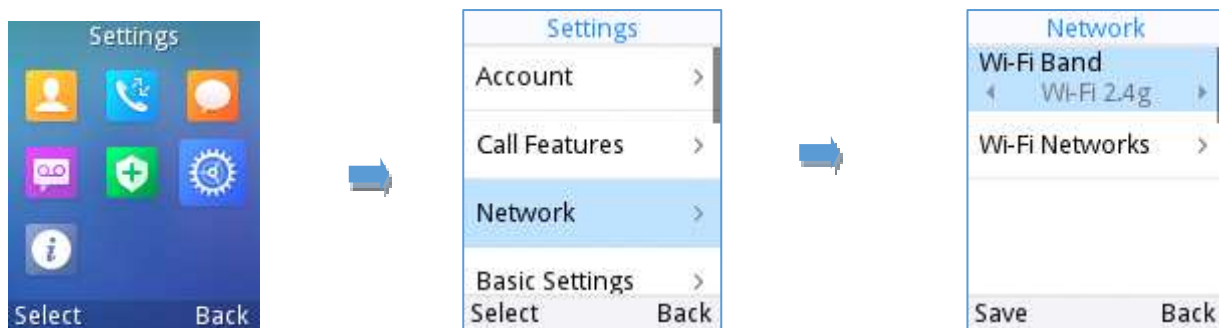 Settings
Select Back
Settings
Account
Call Features
Network
Basic Settings
Select Back
Network
Wi-Fi Band
Wi-Fi 2.4g
Wi-Fi Networks
Save Back